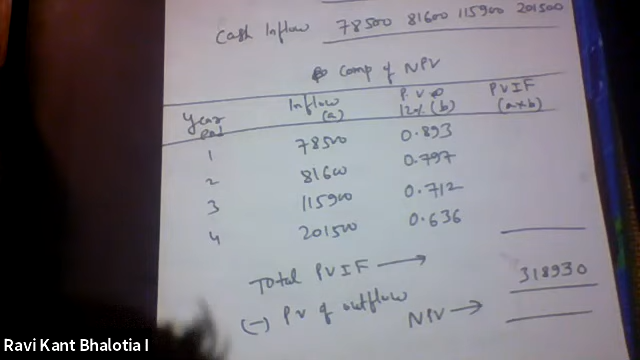 Cash Inflow 78500 81600 115900 201500
Comp of NPV
Year end Inflow (a) P.V 12% (b) PVIF (axb)
1 78500 0.893
2 81600 0.797
3 115900 0.712
4 201500 0.636
Total PVIF →
(-) PV of outflow 318930
NPV →
Ravi Kant Bhalotia I